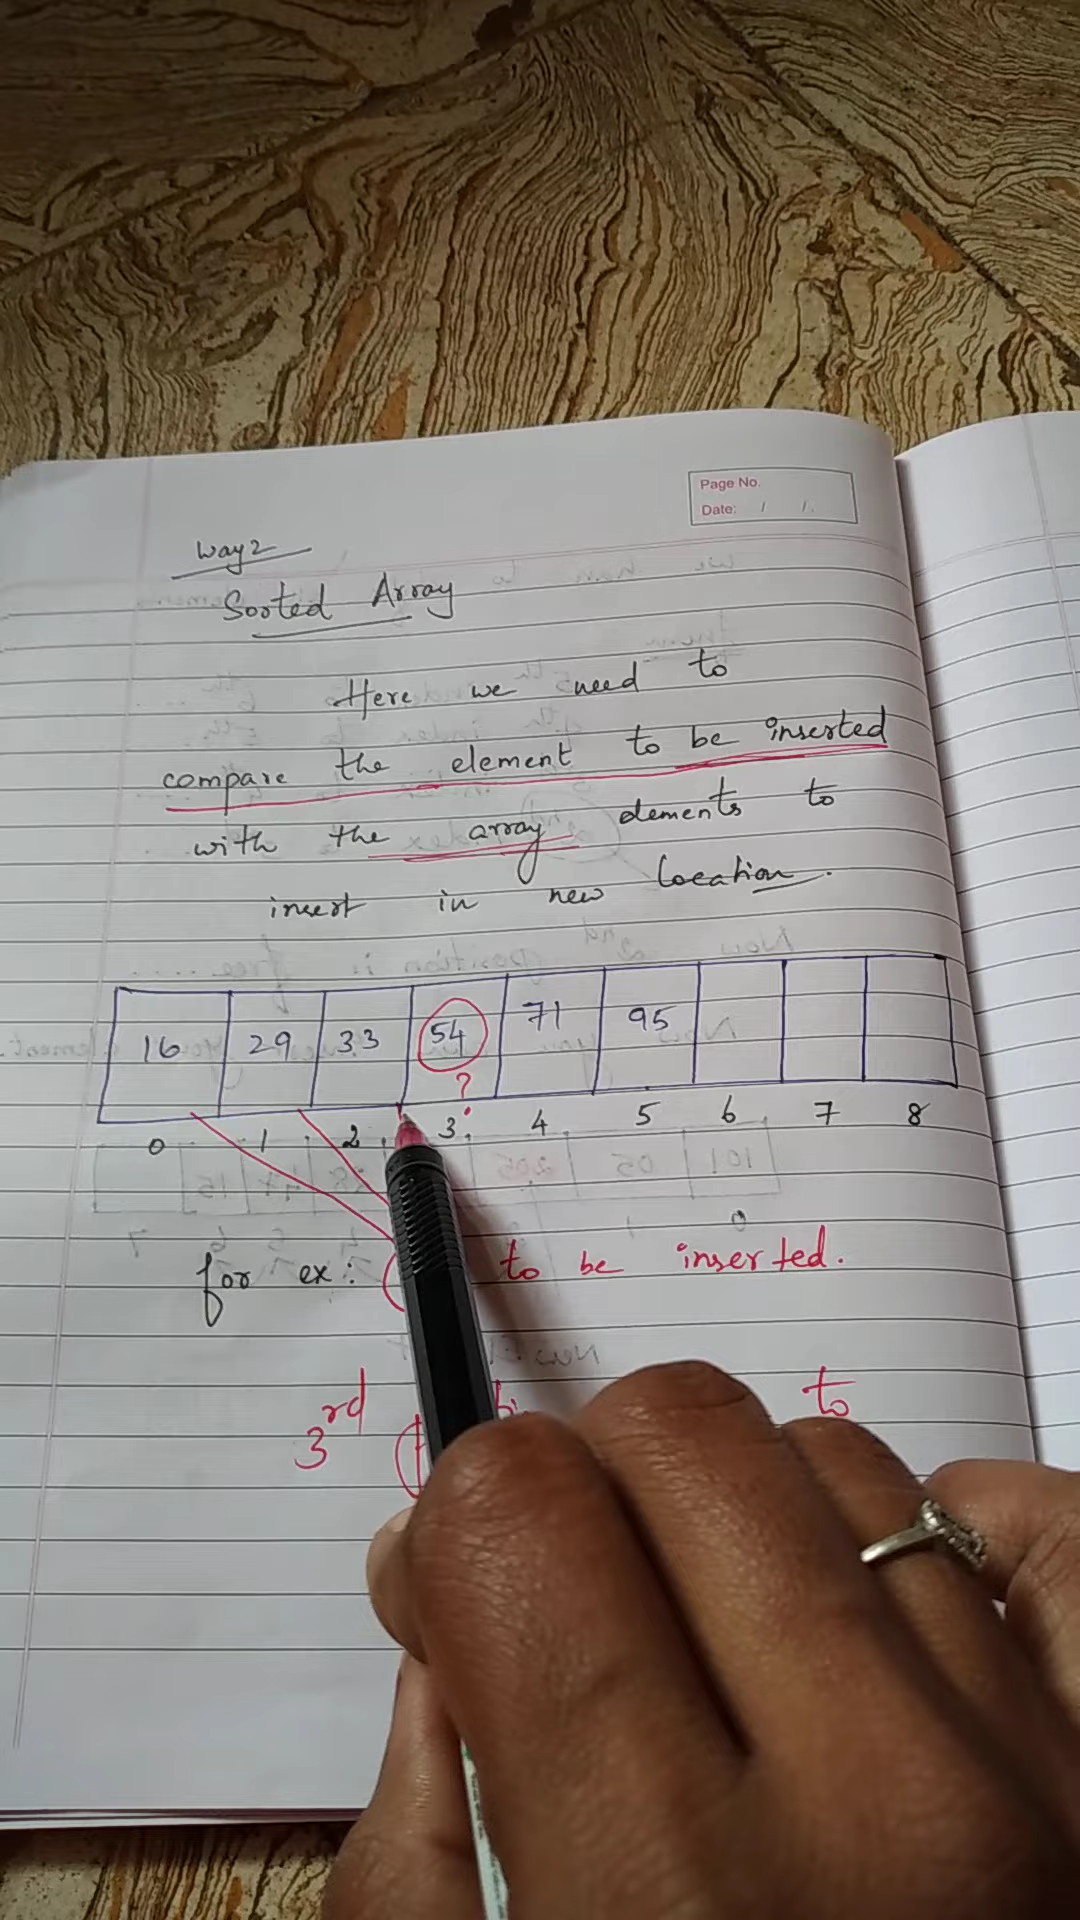 Page No.
Date: / /.
Way 2
Sorted Array
Here we need to
compare the element to be inserted
with the array elements to
insert in new location.
16 29 33 54 71 95
?
0 1 2 3 4 5 6 7 8
for ex: to be inserted.
3rd to